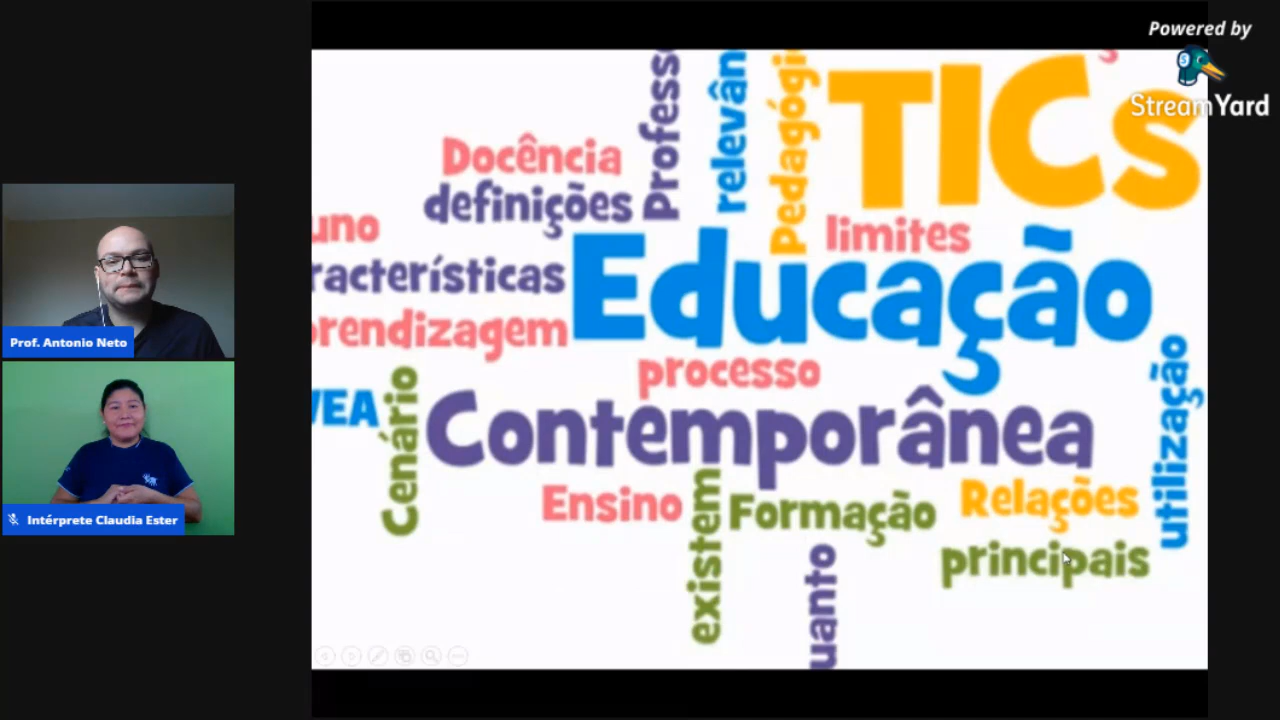 Powered by
StreamYard
Profess
relevân
Pedagógi
TICs
Docência
definições
uno
limites
racterísticas
Educação
prendizagem
processo
VEA
Cenário
Contemporânea
utilização
Ensino
existem
Formação
Relações
principais
uanto
Prof. Antonio Neto
Intérprete Claudia Ester